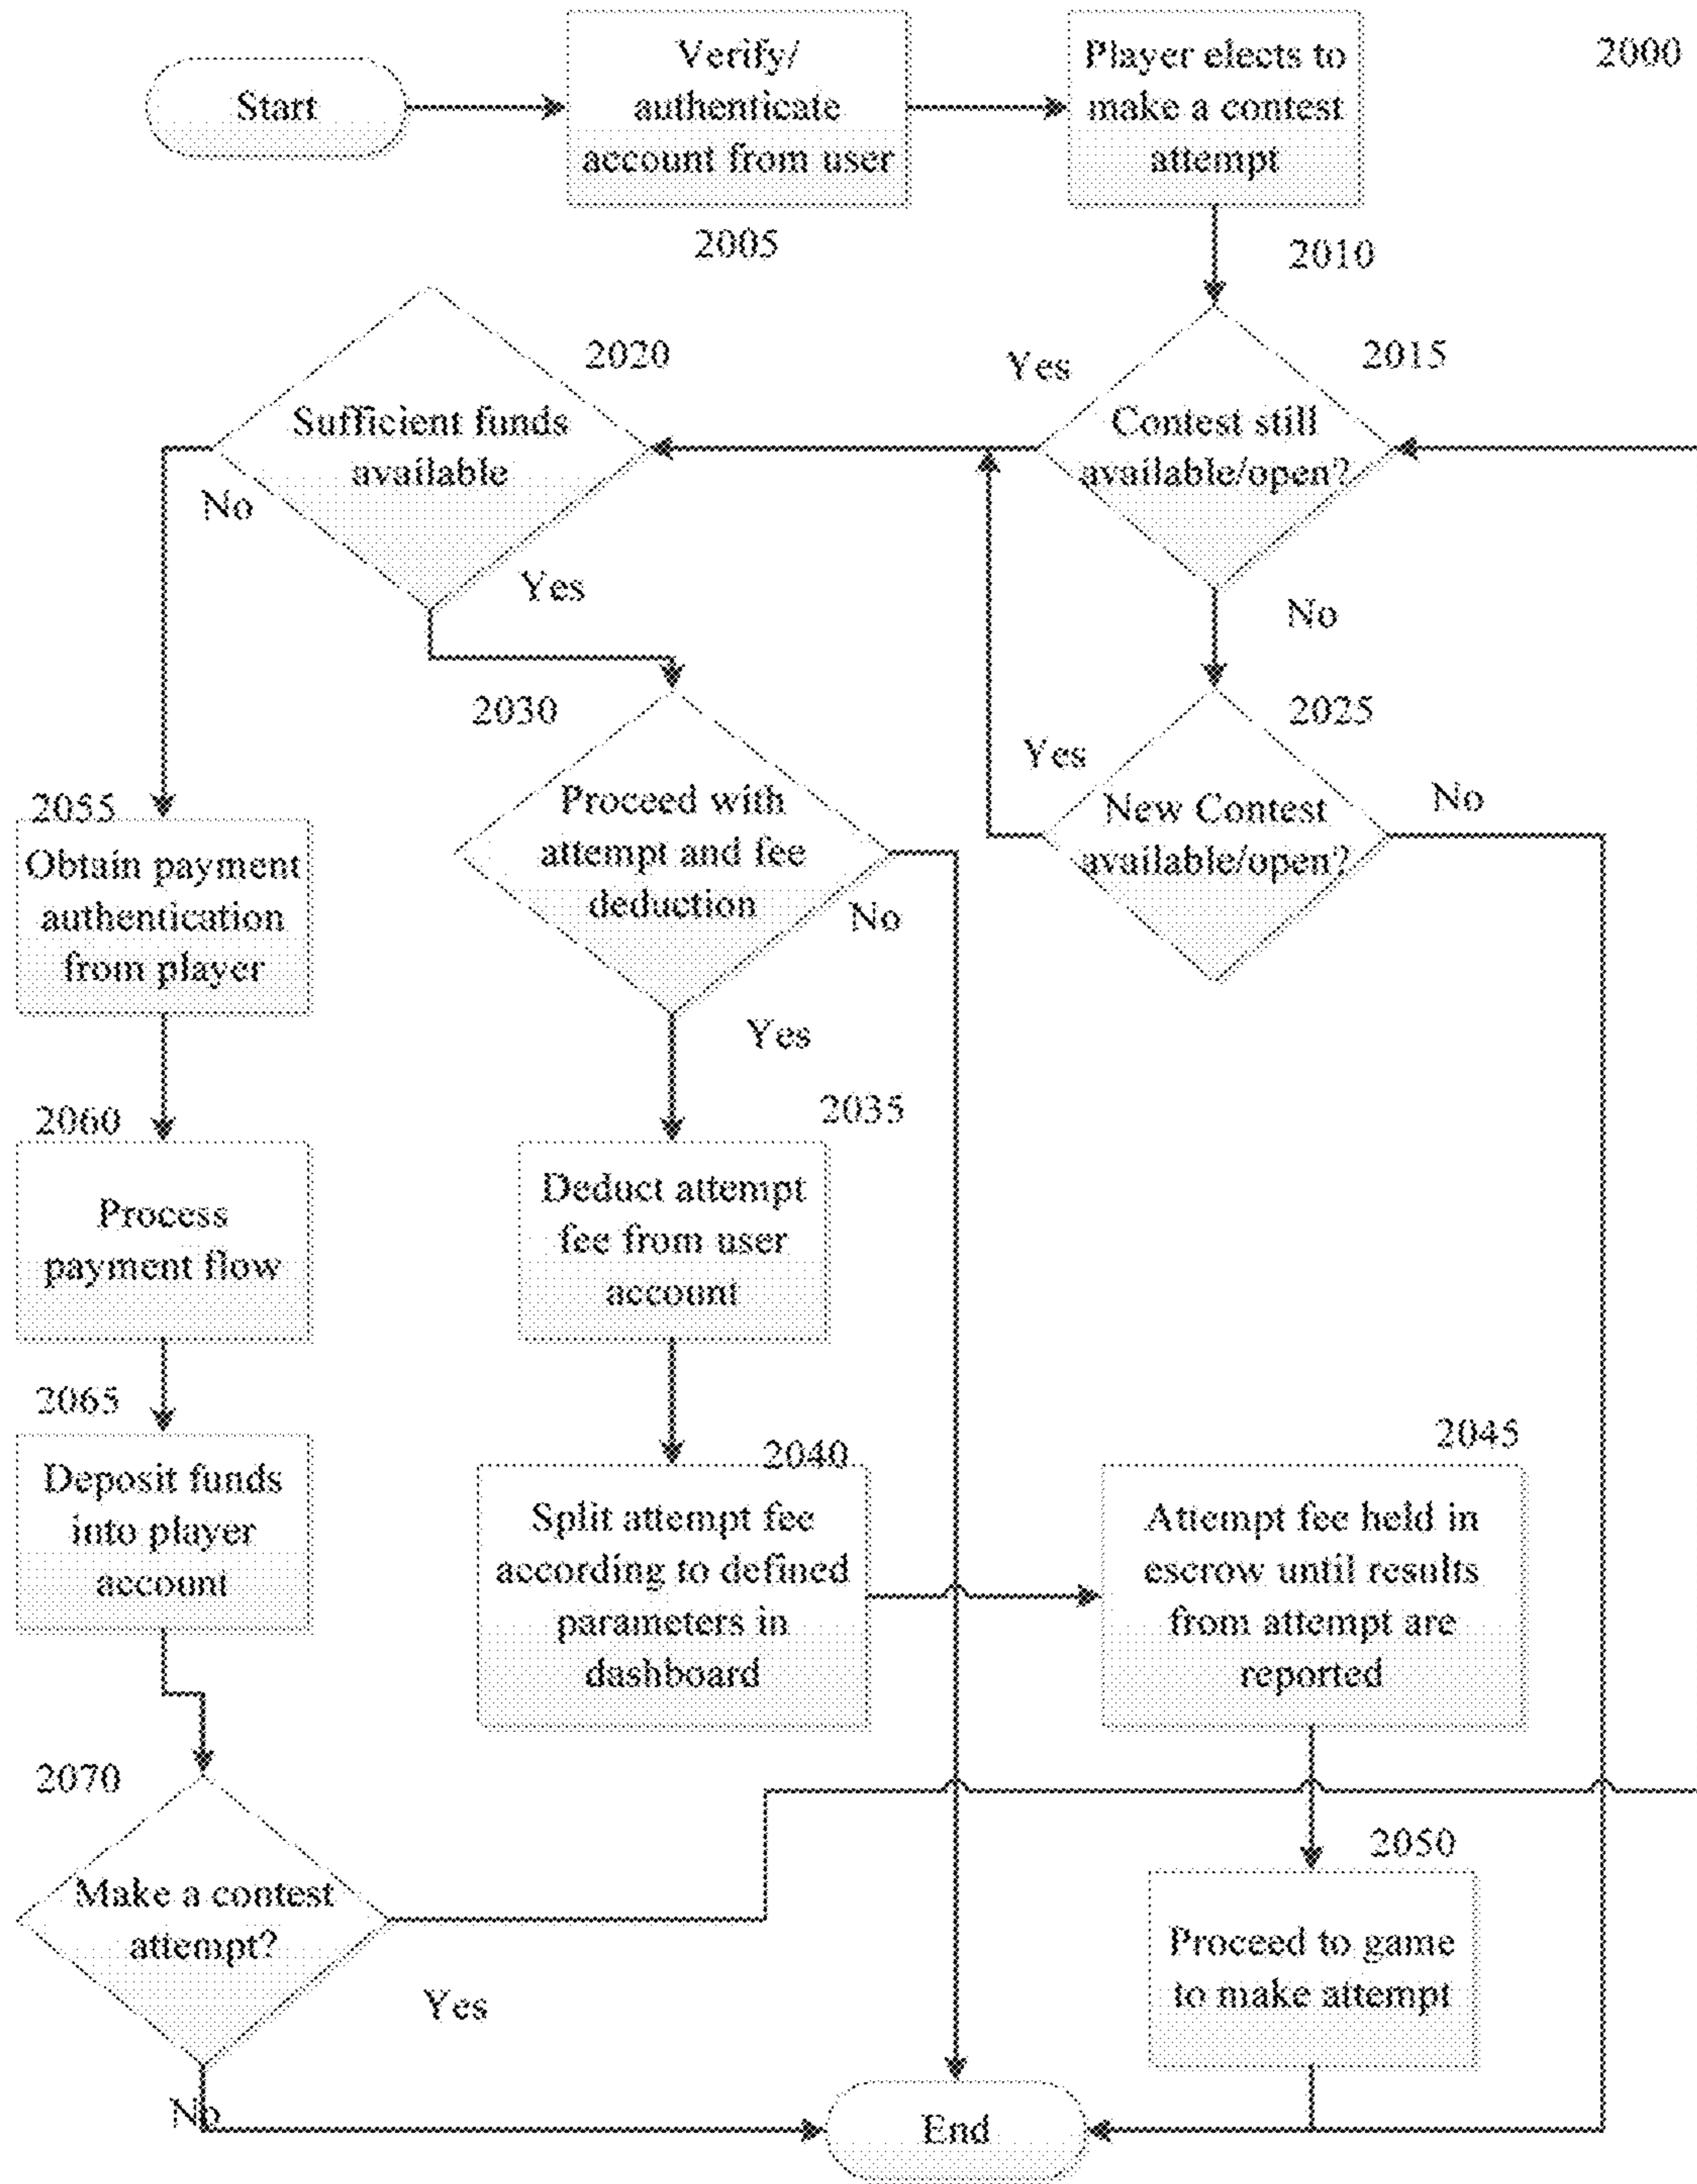 Start
Verify/
authenticate
account from user
2005
Player elects to
make a contest
attempt
2000
2010
2020
Sufficient funds
available
No
Yes
Yes
2015
Contest still
available/open?
No
2030
Proceed with
attempt and fee
deduction
No
Yes
2025
Yes
New Contest
available/open?
No
2055
Obtain payment
authentication
from player
2060
Process
payment flow
2065
Deposit funds
into player
account
2035
Deduct attempt
fee from user
account
2040
Split attempt fee
according to defined
parameters in
dashboard
2045
Attempt fee held in
escrow until results
from attempt are
reported
2070
Make a contest
attempt?
Yes
No
2050
Proceed to game
to make attempt
End